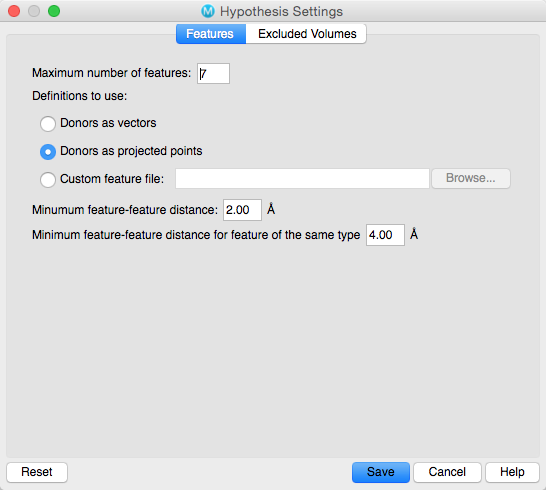 M Hypothesis Settings
Features Excluded Volumes
Maximum number of features: 7
Definitions to use:
Donors as vectors
Donors as projected points
Custom feature file: Browse...
Minumum feature-feature distance: 2.00 Å
Minimum feature-feature distance for feature of the same type 4.00 Å
Reset Save Cancel Help